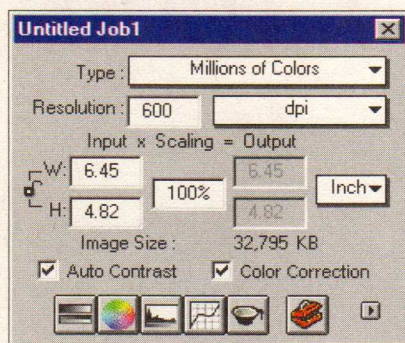 Untitled Job1
Type : Millions of Colors
Resolution : 600 dpi
Input x Scaling = Output
W: 6.45 100% 6.45 Inch
H: 4.82 4.82
Image Size : 32,795 KB
Auto Contrast Color Correction